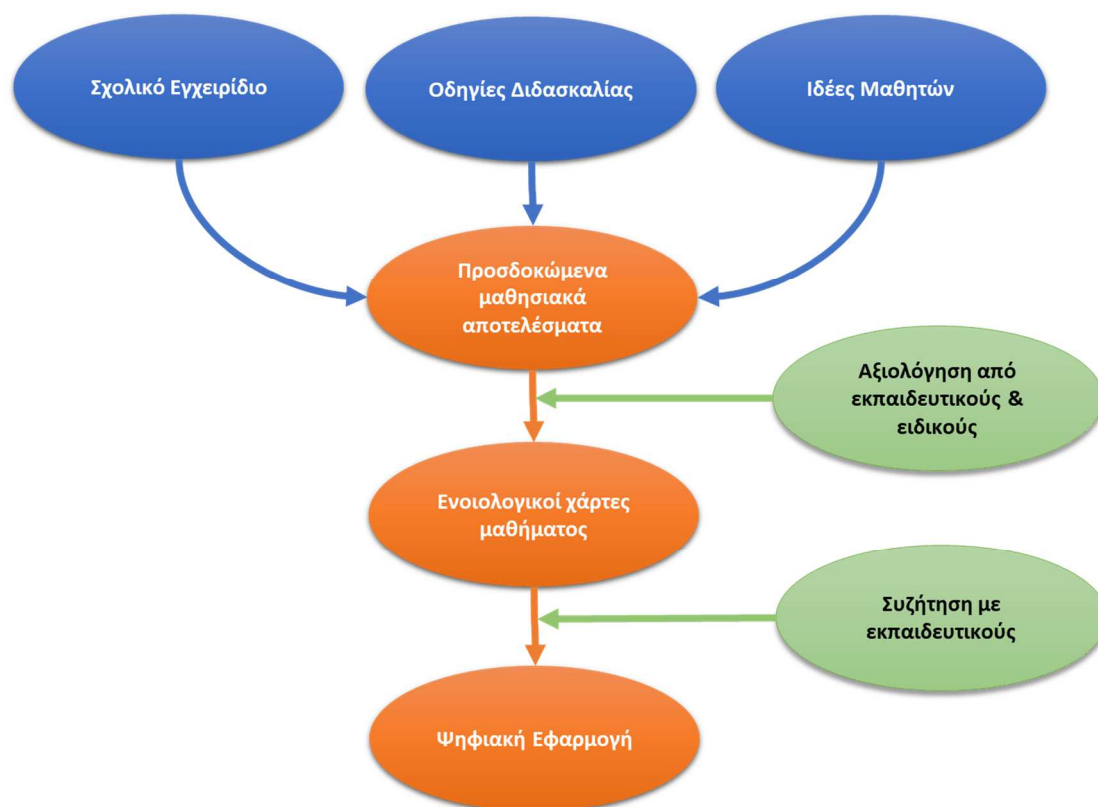 Σχολικό Εγχειρίδιο
Οδηγίες Διδασκαλίας
Ιδέες Μαθητών
Προσδοκώμενα
μαθησιακά
αποτελέσματα
Αξιολόγηση από
εκπαιδευτικούς &
ειδικούς
Ενοιολογικοί χάρτες
μαθήματος
Συζήτηση με
εκπαιδευτικούς
Ψηφιακή Εφαρμογή